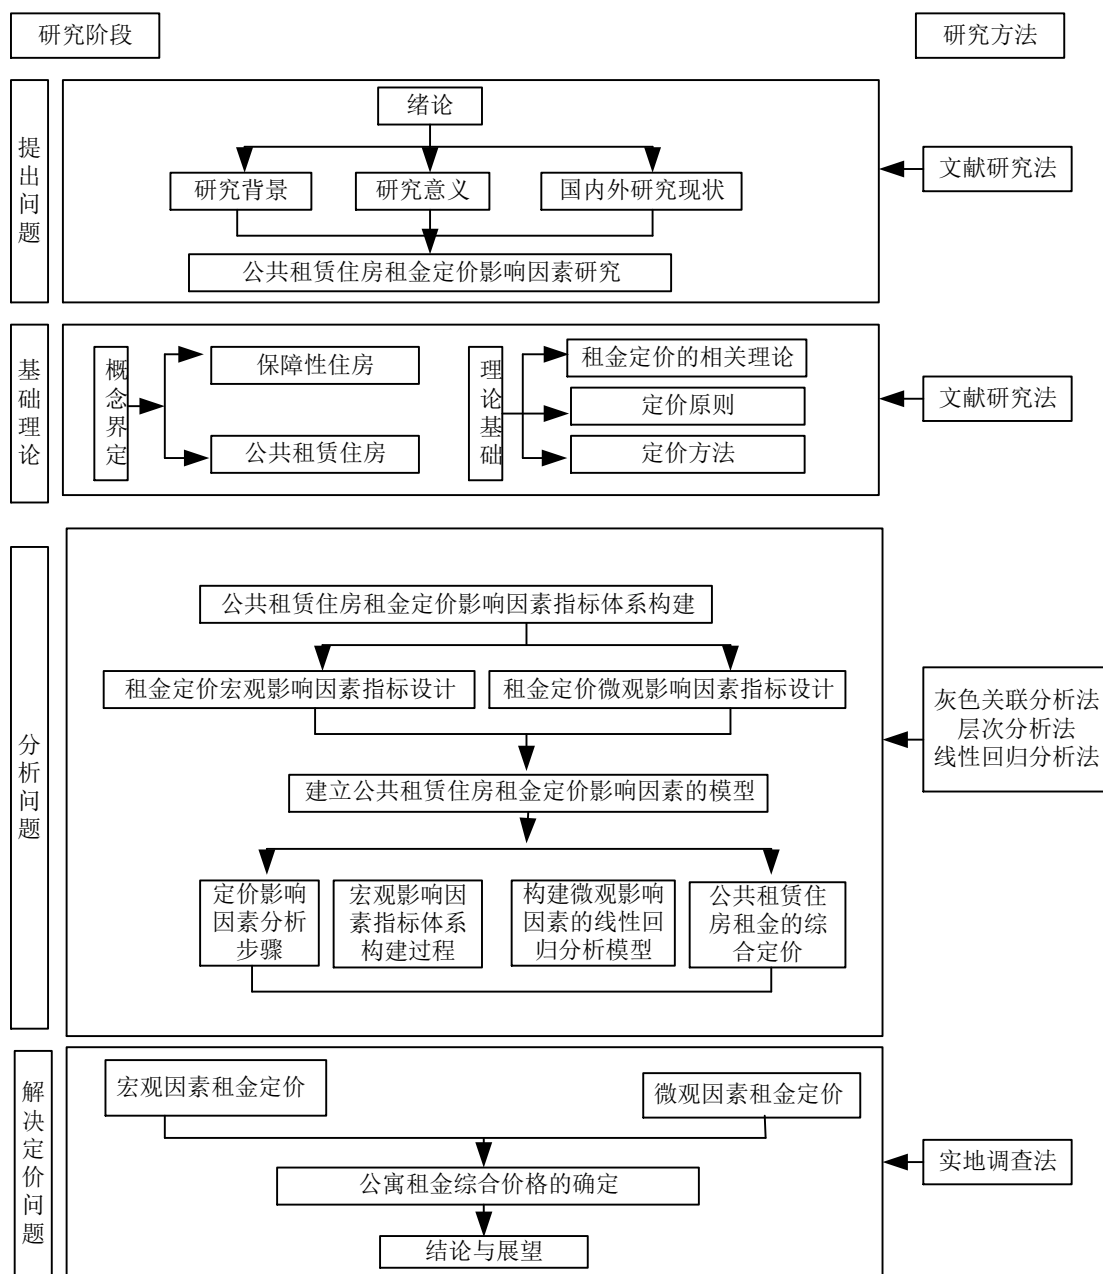 研究阶段
研究方法
提出问题
绪论
研究背景
研究意义
国内外研究现状
公共租赁住房租金定价影响因素研究
文献研究法
基础理论
概念界定
保障性住房
公共租赁住房
理论基础
租金定价的相关理论
定价原则
定价方法
文献研究法
分析问题
公共租赁住房租金定价影响因素指标体系构建
租金定价宏观影响因素指标设计
租金定价微观影响因素指标设计
建立公共租赁住房租金定价影响因素的模型
定价影响
因素分析
步骤
宏观影响因
素指标体系
构建过程
构建微观影响
因素的线性回
归分析模型
公共租赁住
房租金的综
合定价
灰色关联分析法
层次分析法
线性回归分析法
解决定价问题
宏观因素租金定价
微观因素租金定价
公寓租金综合价格的确定
结论与展望
实地调查法